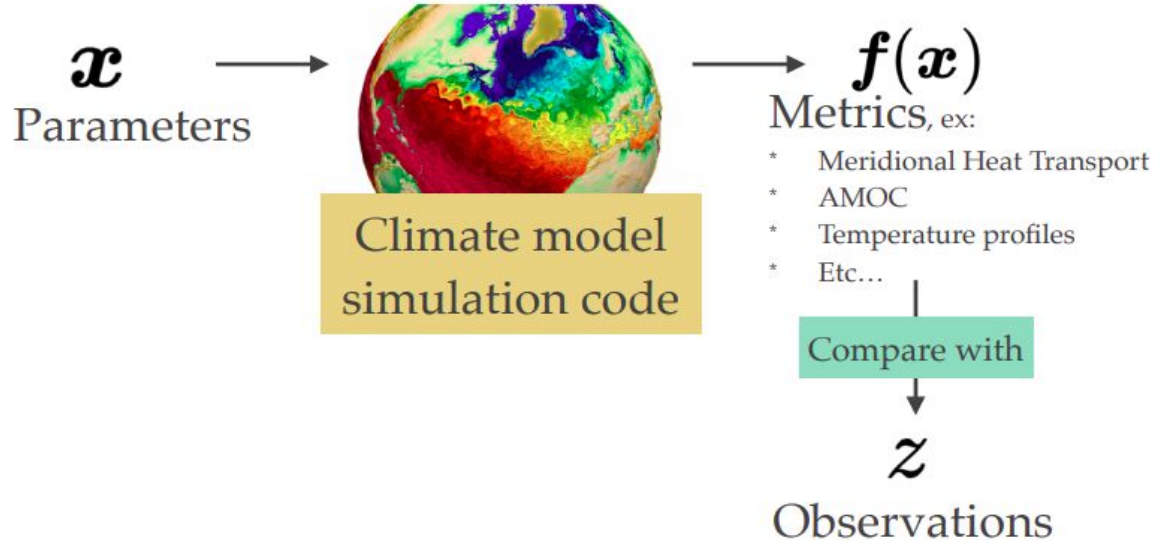 x
Parameters
Climate model
simulation code
f(x)
Metrics, ex:
* Meridional Heat Transport
* AMOC
* Temperature profiles
* Etc…
Compare with
z
Observations